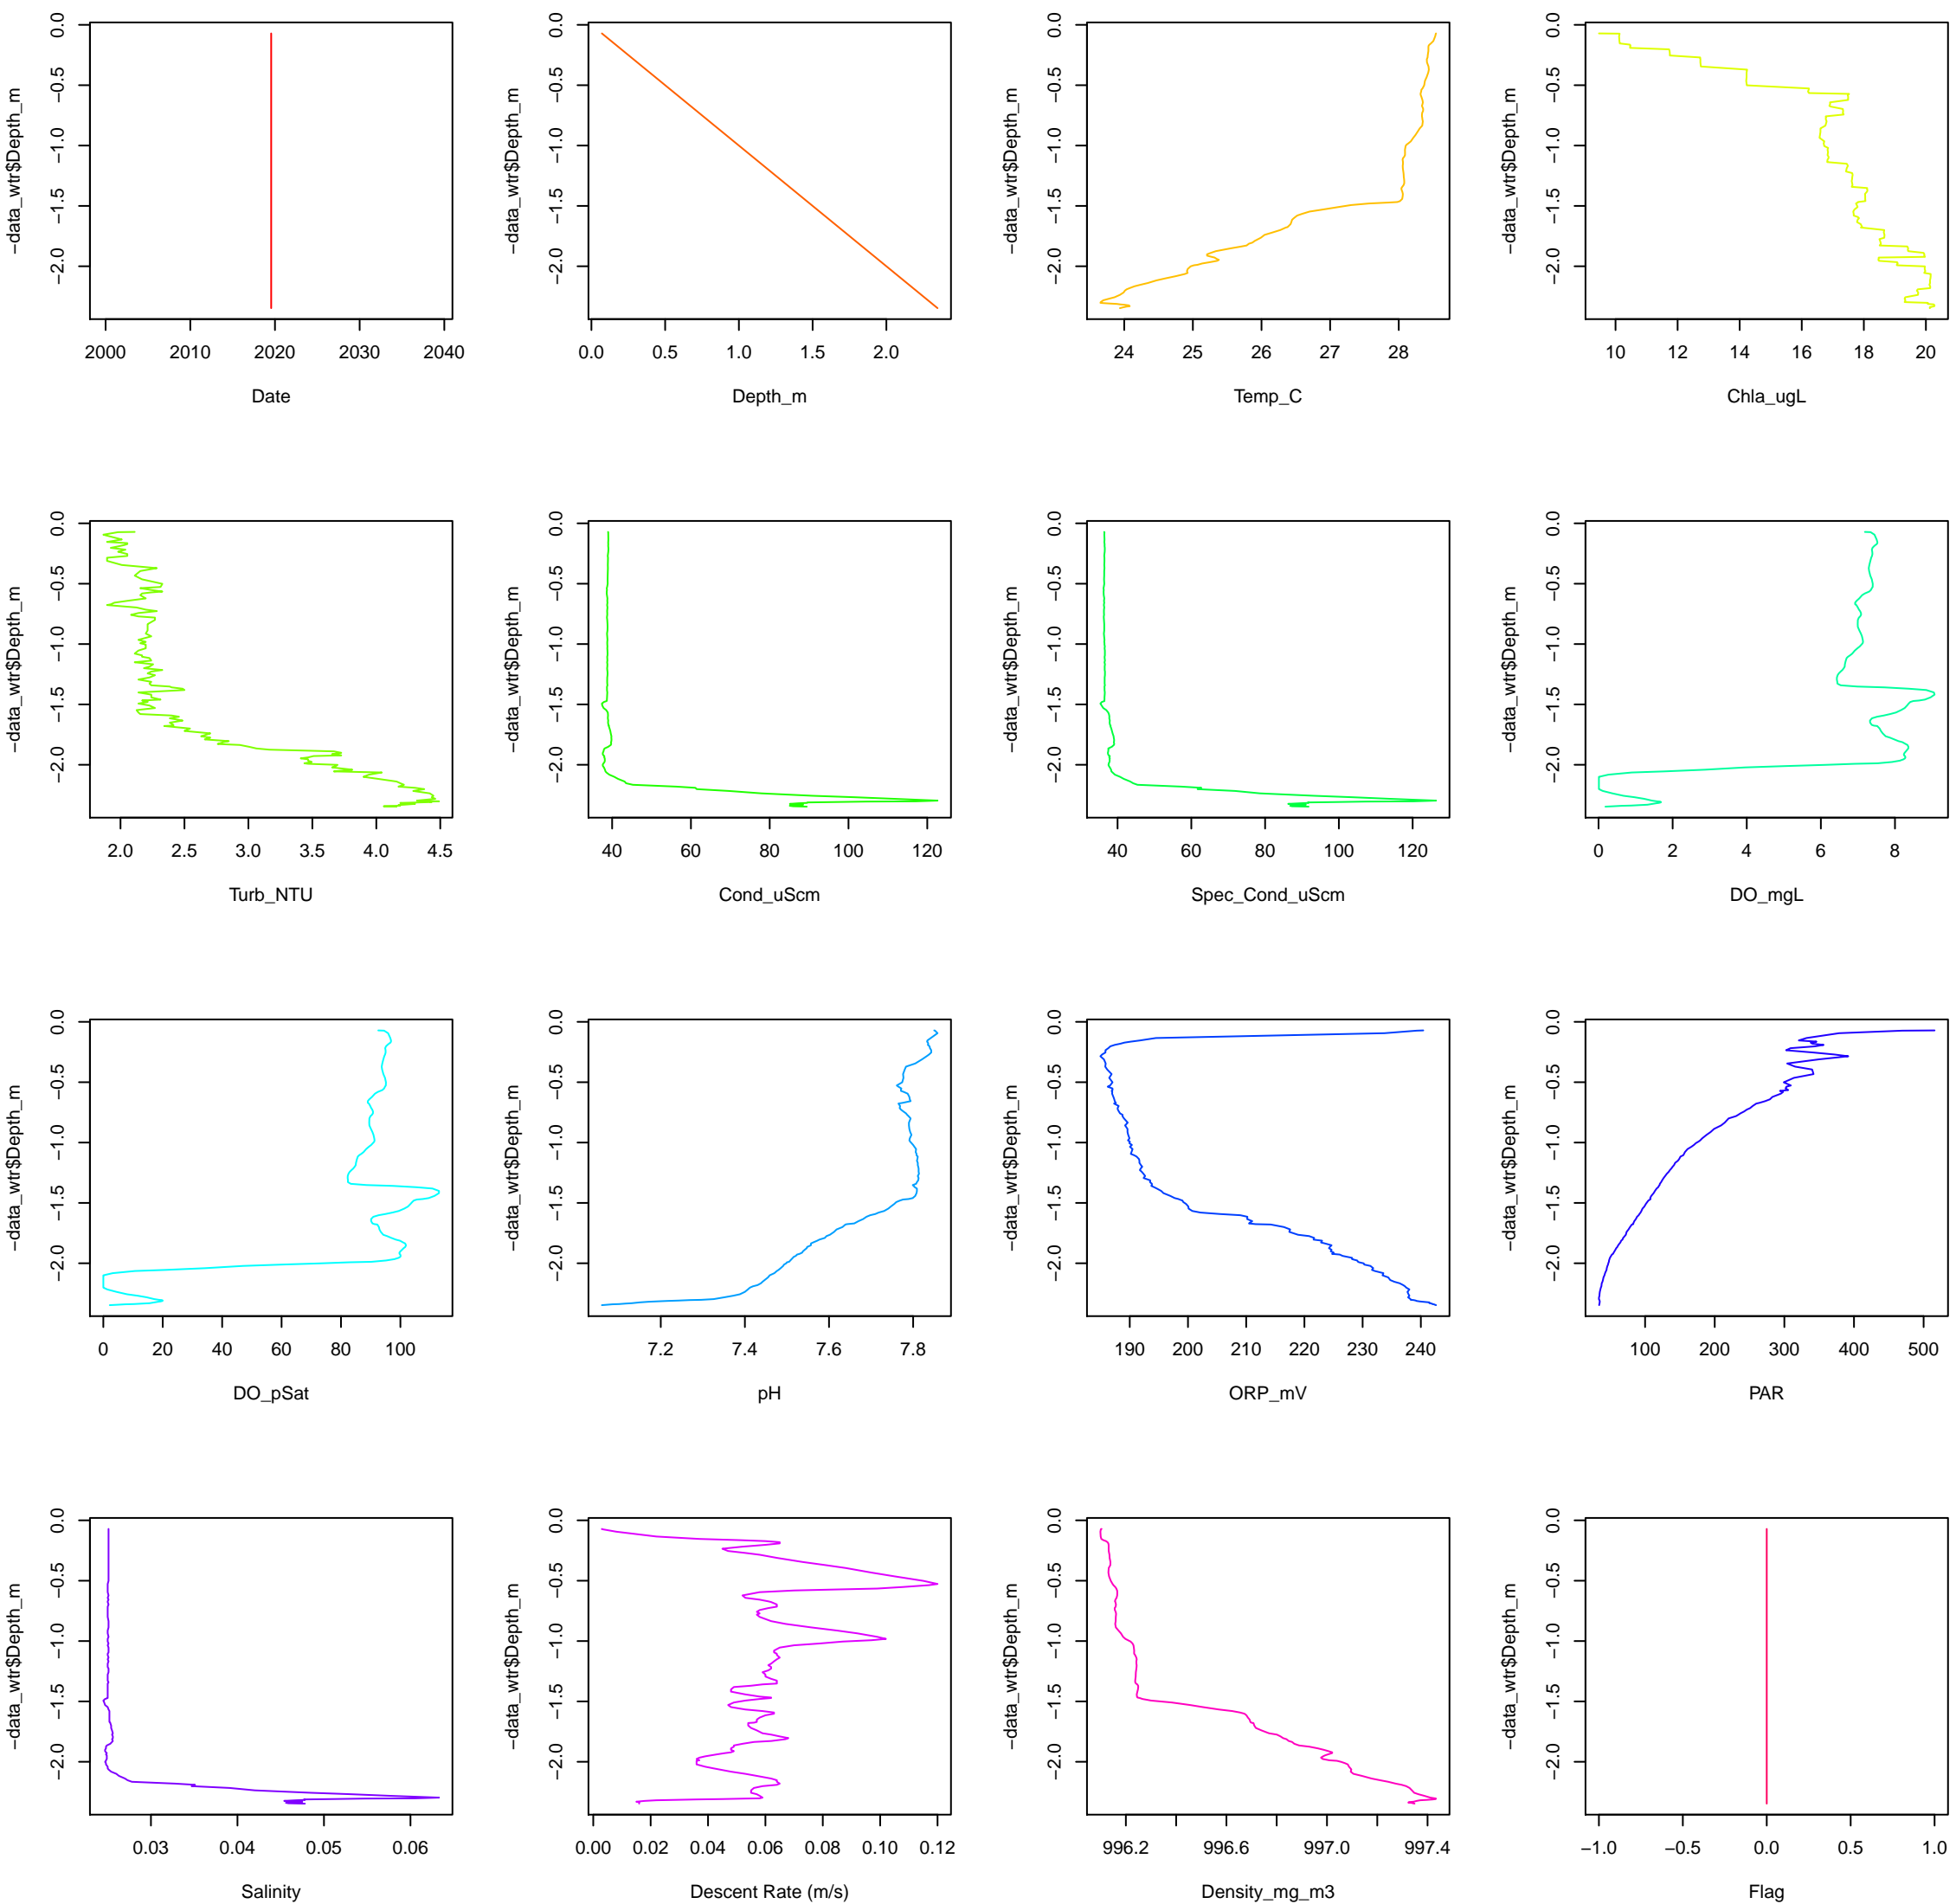 -data_wtr$Depth_m
0.0
-0.5
-1.0
-1.5
-2.0
2000 2010 2020 2030 2040
Date
-data_wtr$Depth_m
0.0
-0.5
-1.0
-1.5
-2.0
0.0 0.5 1.0 1.5 2.0
Depth_m
-data_wtr$Depth_m
0.0
-0.5
-1.0
-1.5
-2.0
24 25 26 27 28
Temp_C
-data_wtr$Depth_m
0.0
-0.5
-1.0
-1.5
-2.0
10 12 14 16 18 20
Chla_ugL
-data_wtr$Depth_m
0.0
-0.5
-1.0
-1.5
-2.0
2.0 2.5 3.0 3.5 4.0 4.5
Turb_NTU
-data_wtr$Depth_m
0.0
-0.5
-1.0
-1.5
-2.0
40 60 80 100 120
Cond_uScm
-data_wtr$Depth_m
0.0
-0.5
-1.0
-1.5
-2.0
40 60 80 100 120
Spec_Cond_uScm
-data_wtr$Depth_m
0.0
-0.5
-1.0
-1.5
-2.0
0 2 4 6 8
DO_mgL
-data_wtr$Depth_m
0.0
-0.5
-1.0
-1.5
-2.0
0 20 40 60 80 100
DO_pSat
-data_wtr$Depth_m
0.0
-0.5
-1.0
-1.5
-2.0
7.2 7.4 7.6 7.8
pH
-data_wtr$Depth_m
0.0
-0.5
-1.0
-1.5
-2.0
190 200 210 220 230 240
ORP_mV
-data_wtr$Depth_m
0.0
-0.5
-1.0
-1.5
-2.0
100 200 300 400 500
PAR
-data_wtr$Depth_m
0.0
-0.5
-1.0
-1.5
-2.0
0.03 0.04 0.05 0.06
Salinity
-data_wtr$Depth_m
0.0
-0.5
-1.0
-1.5
-2.0
0.00 0.02 0.04 0.06 0.08 0.10 0.12
Descent Rate (m/s)
-data_wtr$Depth_m
0.0
-0.5
-1.0
-1.5
-2.0
996.2 996.6 997.0 997.4
Density_mg_m3
-data_wtr$Depth_m
0.0
-0.5
-1.0
-1.5
-2.0
-1.0 -0.5 0.0 0.5 1.0
Flag